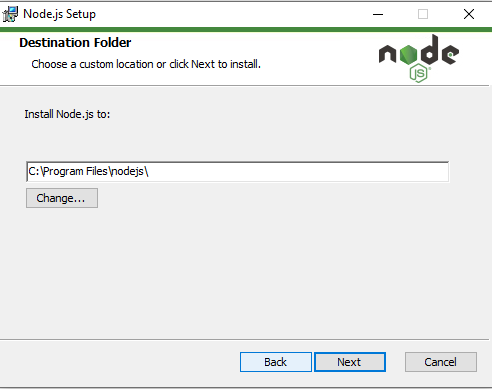 Node.js Setup
Destination Folder
Choose a custom location or click Next to install.
node
JS
Install Node.js to:
C:\Program Files\nodejs\
Change...
Back
Next
Cancel